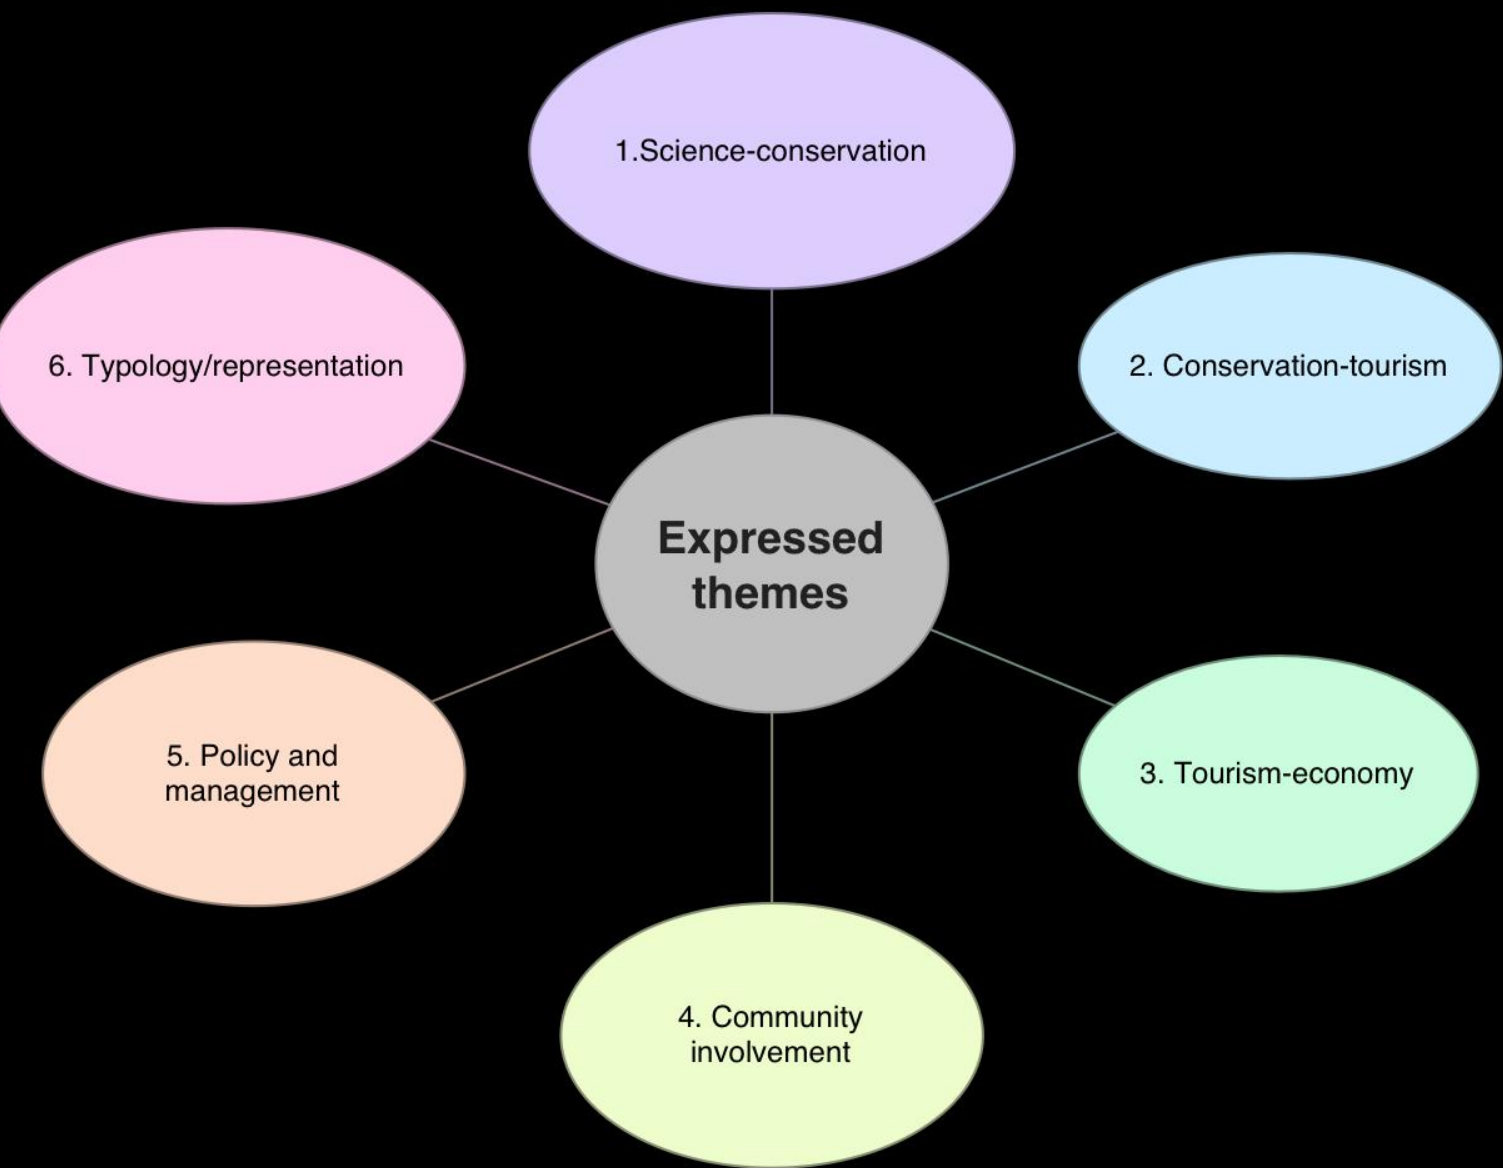 1.Science-conservation
6. Typology/representation
2. Conservation-tourism
Expressed
themes
5. Policy and
management
3. Tourism-economy
4. Community
involvement